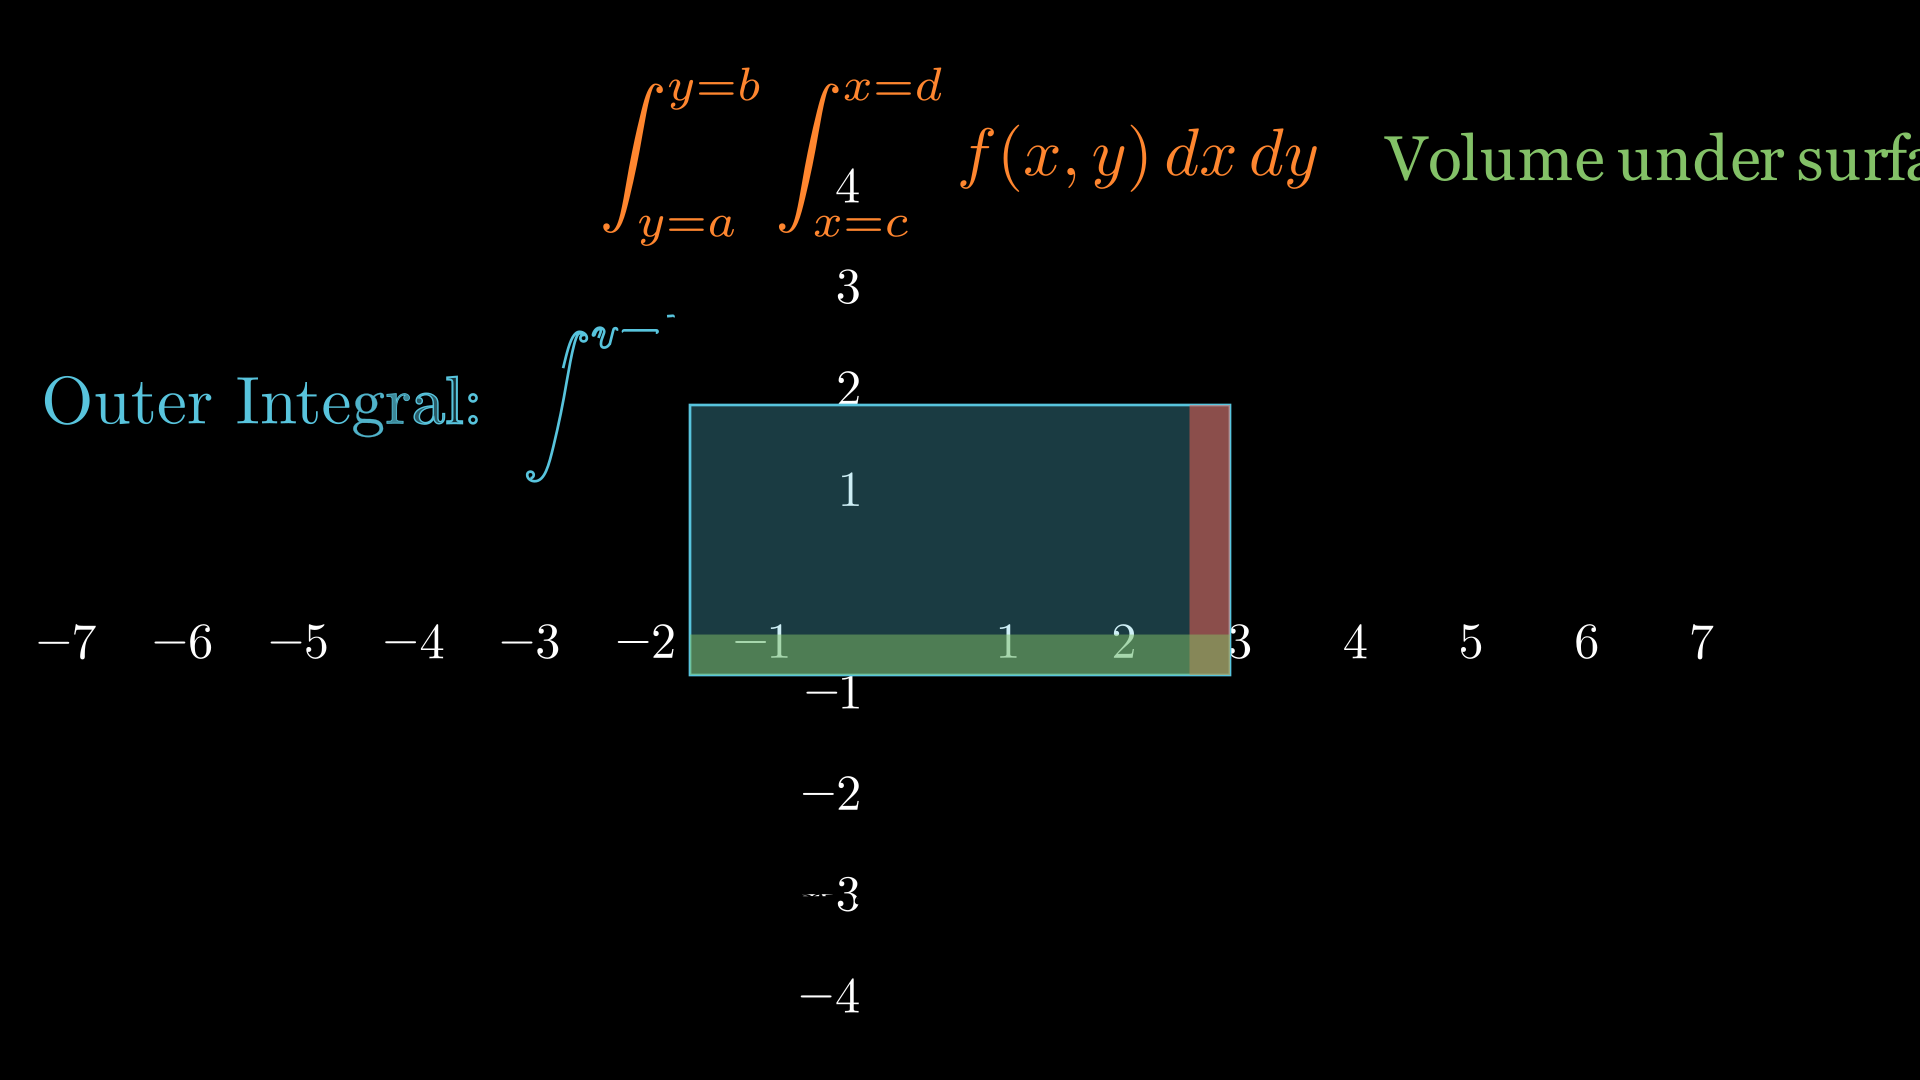 ∫_{y=a}^{y=b} ∫_{x=c}^{x=d} f(x, y) dx dy Volume under surfa
4
3
Outer Integral: ∫
2
1
−7 −6 −5 −4 −3 −2 −1 1 2 3 4 5 6 7
−1
−2
−3
−4